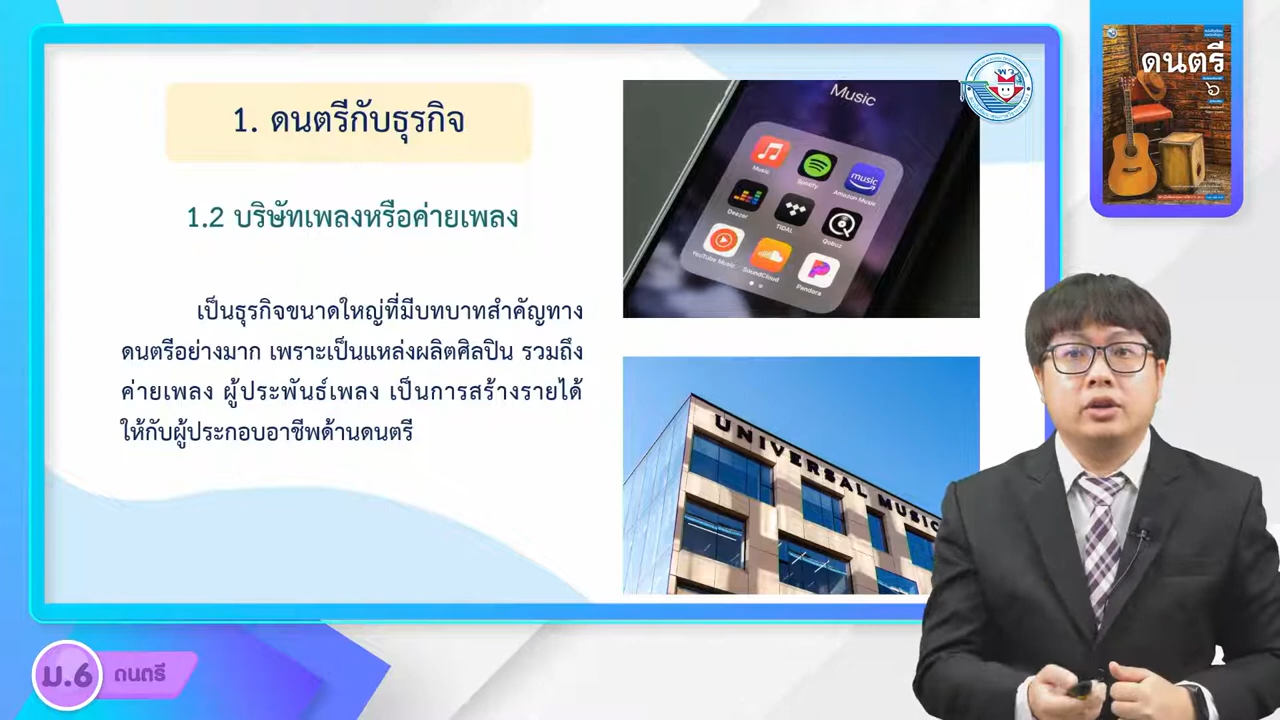 1. ดนตรีกับธุรกิจ
1.2 บริษัทเพลงหรือค่ายเพลง
เป็นธุรกิจขนาดใหญ่ที่มีบทบาทสำคัญทาง
ดนตรีอย่างมาก เพราะเป็นแหล่งผลิตศิลปิน รวมถึง
ค่ายเพลง ผู้ประพันธ์เพลง เป็นการสร้างรายได้
ให้กับผู้ประกอบอาชีพด้านดนตรี
Music
Music
Spotify
music
Amazon Music
Deezer
TIDAL
Qobuz
YouTube Music
SoundCloud
Pandora
UNIVERSAL MUSIC
พว
ดนตรี
๖
ม.6 ดนตรี